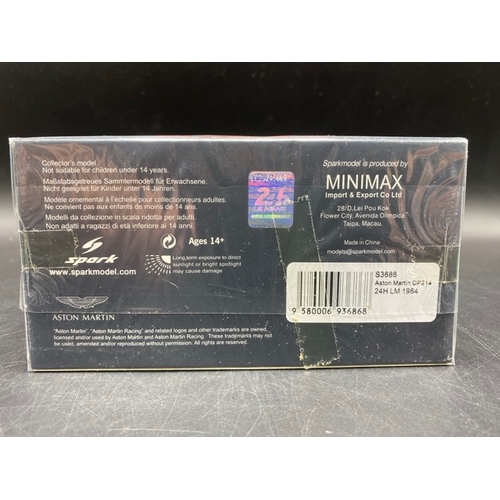 Collector's model
Not suitable for children under 14 years.
Maßstabsgetreues Sammlermodell für Erwachsene.
Nicht geeignet für Kinder unter 14 Jahren.
Modèle ornemental à l'échelle pour collectionneurs adultes.
Ne convient pas aux enfants de moins de 14 ans.
Modelli da collezione in scala ridotta per adulti.
Non adatti a ragazzi di età inferiore ai 14 anni.
spark
www.sparkmodel.com
Ages 14+
Long,term exposure to direct
sunlight or bright spotlight
may cause damage
ASTON MARTIN
"Aston Martin", "Aston Martin Racing", and related logos and other trademarks are owned,
licensed and/or used by Aston Martin and Aston Martin Racing. These trademarks may not
be used, amended and/or reproduced without permission. All rights reserved.
24
LE MANS
Sparkmodel is produced by
MINIMAX
Import & Export Co Ltd
28/D,Lei Pou Kok
Flower City, Avenida Olimpica
Taipa, Macau.
Made in China
models@sparkmodel.com
S3686
Aston Martin DP214
24H LM 1964
9 580006 936868